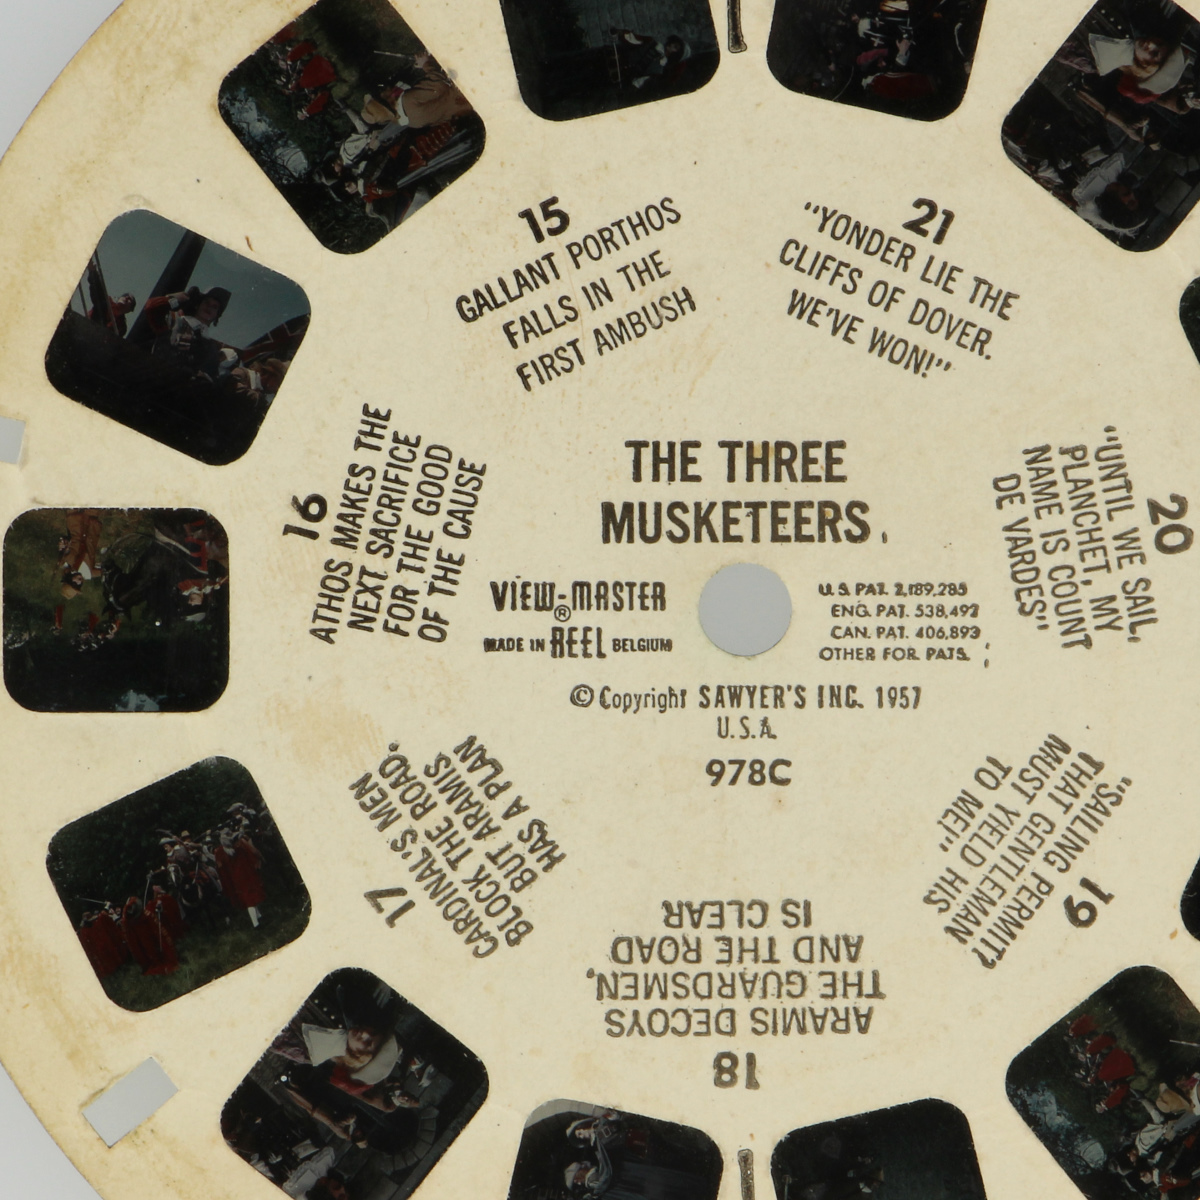 15
GALLANT PORTHOS
FALLS IN THE
FIRST AMBUSH
21
"YONDER LIE THE
CLIFFS OF DOVER.
WE'VE WON!"
16
ATHOS MAKES THE
NEXT SACRIFICE
FOR THE GOOD
OF THE CAUSE
THE THREE
MUSKETEERS
20
"UNTIL WE SAIL,
PLANCHET, MY
NAME IS COUNT
DE VARDES"
VIEW-MASTER
®
MADE IN REEL BELGIUM
U.S. PAT. 2,189,285
ENG. PAT. 538,492
CAN. PAT. 406,893
OTHER FOR. PATS.
© Copyright SAWYER'S INC. 1957
U.S.A.
978C
17
CARDINAL'S MEN
BLOCK THE ROAD.
BUT ARAMIS
HAS A PLAN
18
ARAMIS DECOYS
THE GUARDSMEN,
AND THE ROAD
IS CLEAR
19
"SAILING PERMIT?
THAT GENTLEMAN
MUST YIELD HIS
TO ME!"